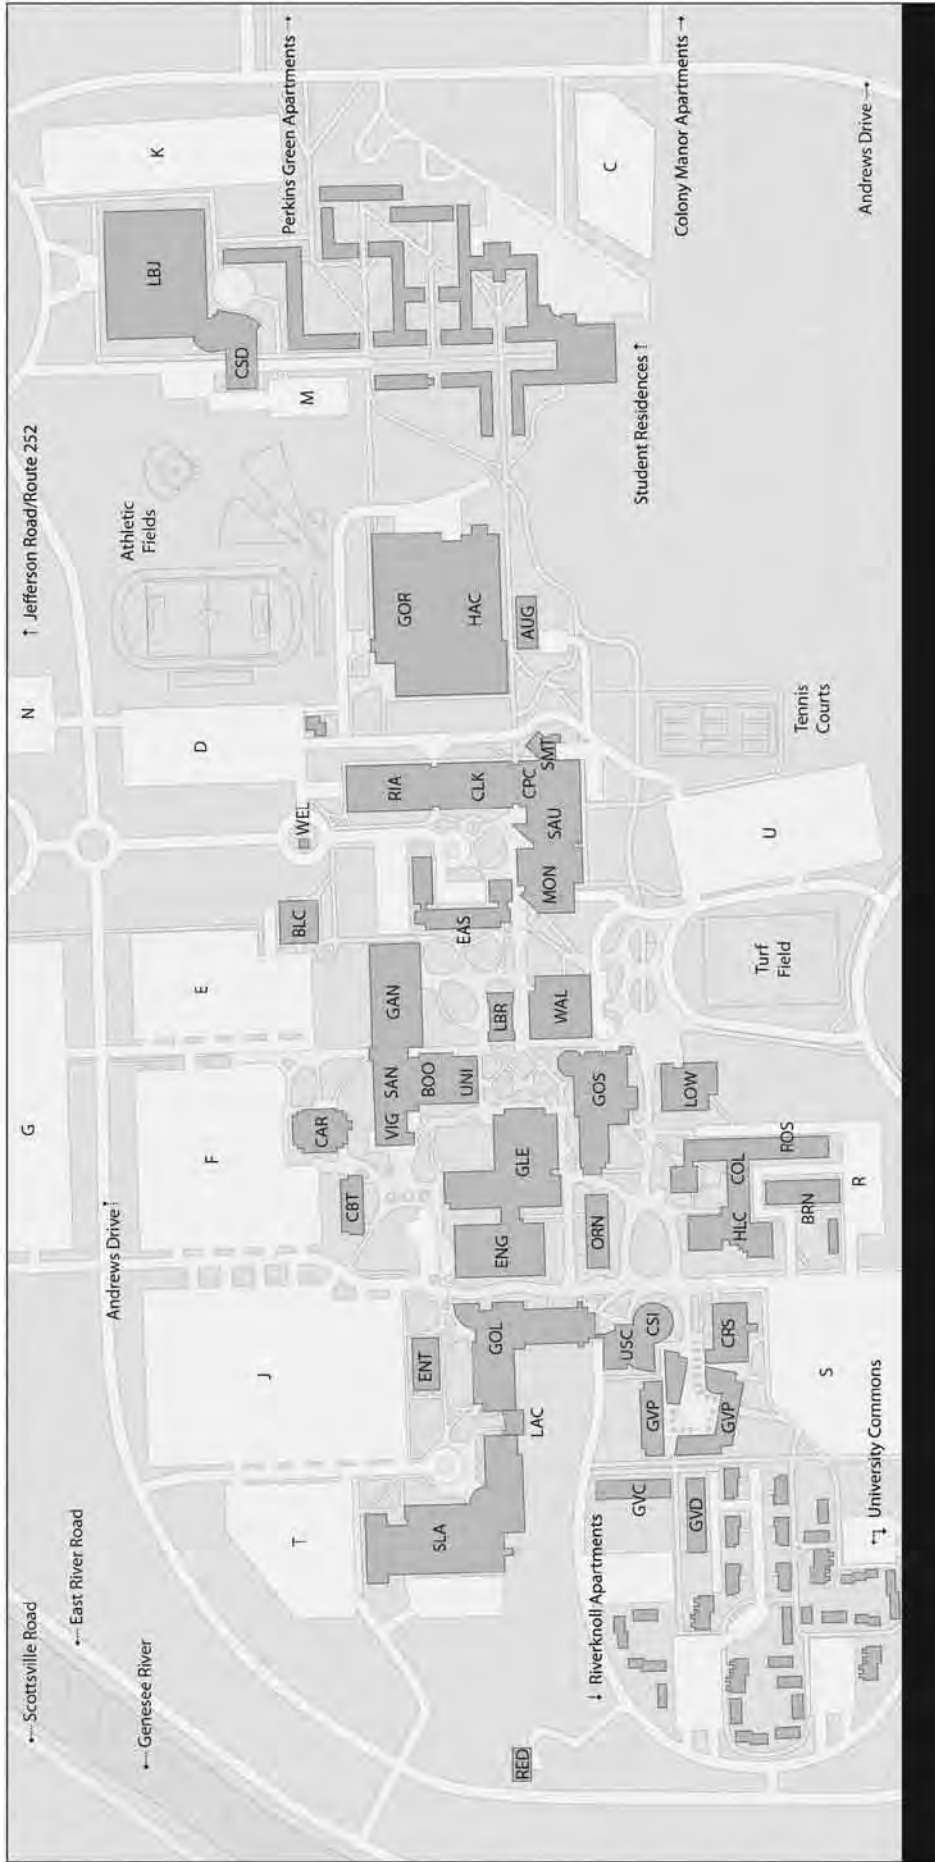 ← Scottsville Road
G
N
↑ Jefferson Road/Route 252
← East River Road
Andrews Drive ↑
Athletic
Fields
← Genesee River
K
LBJ
F
E
D
CSD
J
T
M
Perkins Green Apartments →
BLC
WEL
CAR
CBT
VIG
SAN
GAN
RIA
GOR
ENT
SLA
BOO
UNI
EAS
CLK
HAC
GOL
ENG
GLE
LBR
RED
LAC
WAL
MON
SAU
CPC
SMT
AUG
ORN
GOS
C
↓ Riverknoll Apartments
USC
CSI
GVP
GVC
Student Residences ↑
GVD
GVP
CRS
LOW
Colony Manor Apartments →
HLC
COL
ROS
Turf
Field
U
BRN
Tennis
Courts
S
R
University Commons
Andrews Drive →